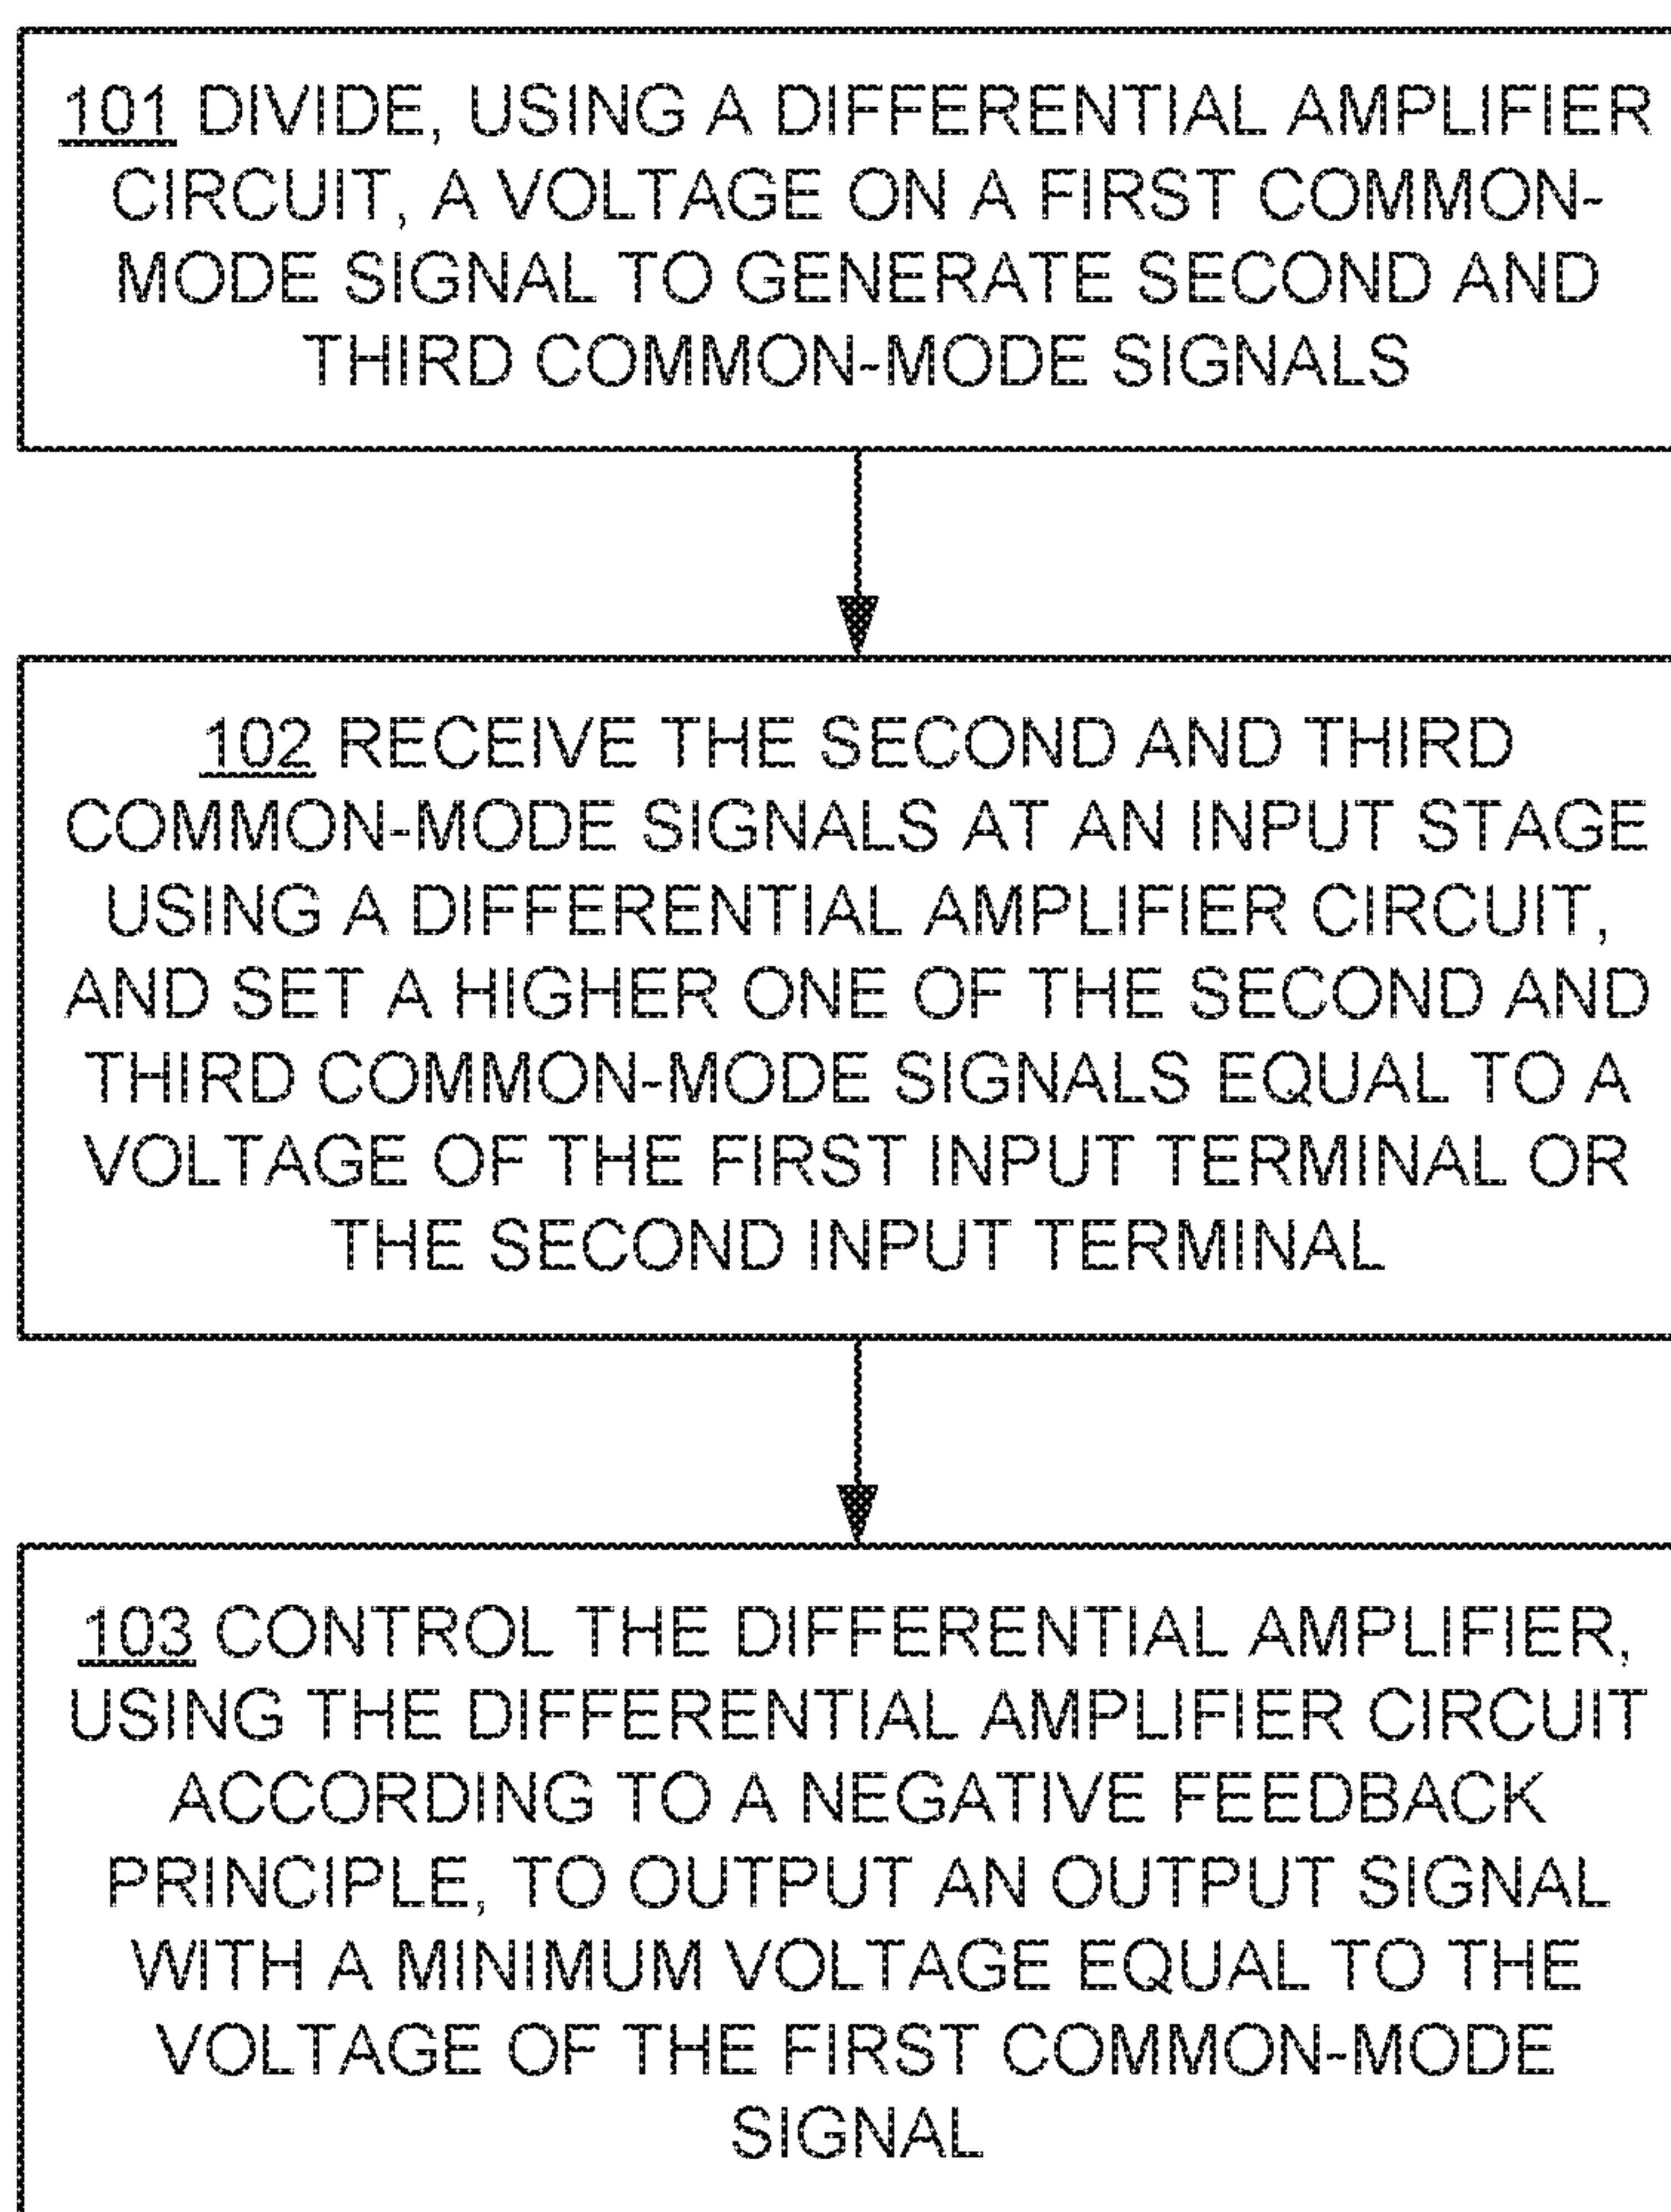 101 DIVIDE, USING A DIFFERENTIAL AMPLIFIER
CIRCUIT, A VOLTAGE ON A FIRST COMMON-
MODE SIGNAL TO GENERATE SECOND AND
THIRD COMMON-MODE SIGNALS
102 RECEIVE THE SECOND AND THIRD
COMMON-MODE SIGNALS AT AN INPUT STAGE
USING A DIFFERENTIAL AMPLIFIER CIRCUIT,
AND SET A HIGHER ONE OF THE SECOND AND
THIRD COMMON-MODE SIGNALS EQUAL TO A
VOLTAGE OF THE FIRST INPUT TERMINAL OR
THE SECOND INPUT TERMINAL
103 CONTROL THE DIFFERENTIAL AMPLIFIER,
USING THE DIFFERENTIAL AMPLIFIER CIRCUIT
ACCORDING TO A NEGATIVE FEEDBACK
PRINCIPLE, TO OUTPUT AN OUTPUT SIGNAL
WITH A MINIMUM VOLTAGE EQUAL TO THE
VOLTAGE OF THE FIRST COMMON-MODE
SIGNAL